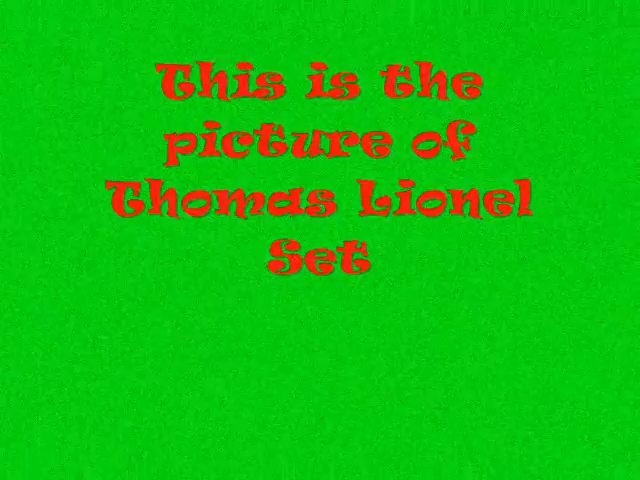 This is the
picture of
Thomas Lionel
Set